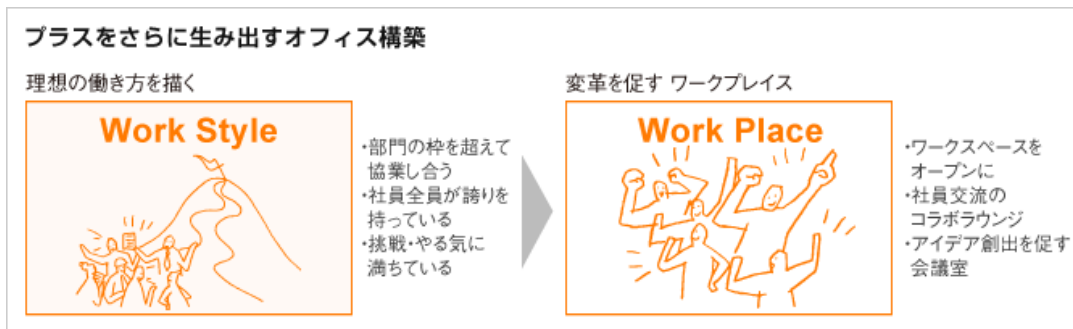 プラスをさらに生み出すオフィス構築
理想の働き方を描く
Work Style
・部門の枠を超えて
協業し合う
・社員全員が誇りを
持っている
・挑戦・やる気に
満ちている
変革を促す ワークプレイス
Work Place
・ワークスペースを
オープンに
・社員交流の
コラボラウンジ
・アイデア創出を促す
会議室